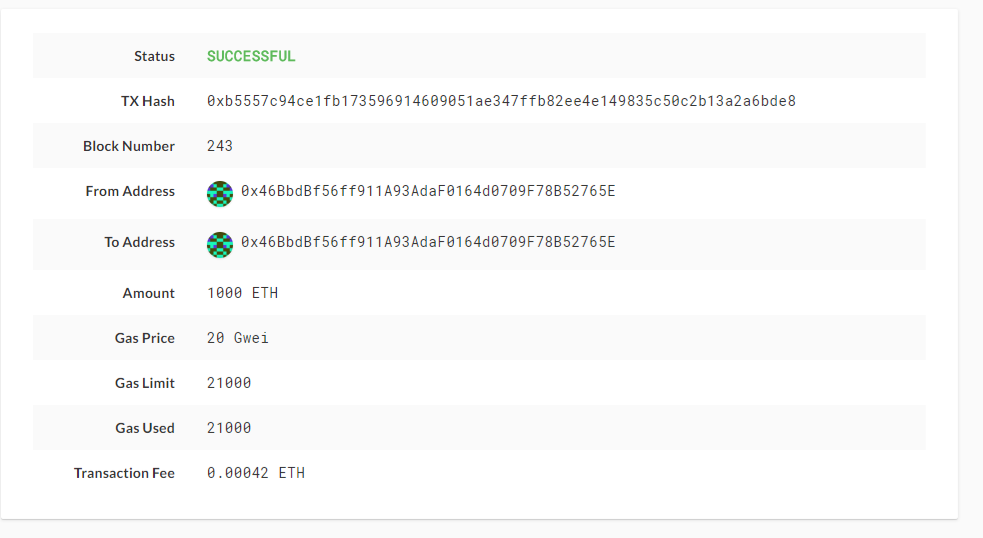 Status SUCCESSFUL
TX Hash 0xb5557c94ce1fb173596914609051ae347ffb82ee4e149835c50c2b13a2a6bde8
Block Number 243
From Address 0x46BbdBf56ff911A93AdaF0164d0709F78B52765E
To Address 0x46BbdBf56ff911A93AdaF0164d0709F78B52765E
Amount 1000 ETH
Gas Price 20 Gwei
Gas Limit 21000
Gas Used 21000
Transaction Fee 0.00042 ETH